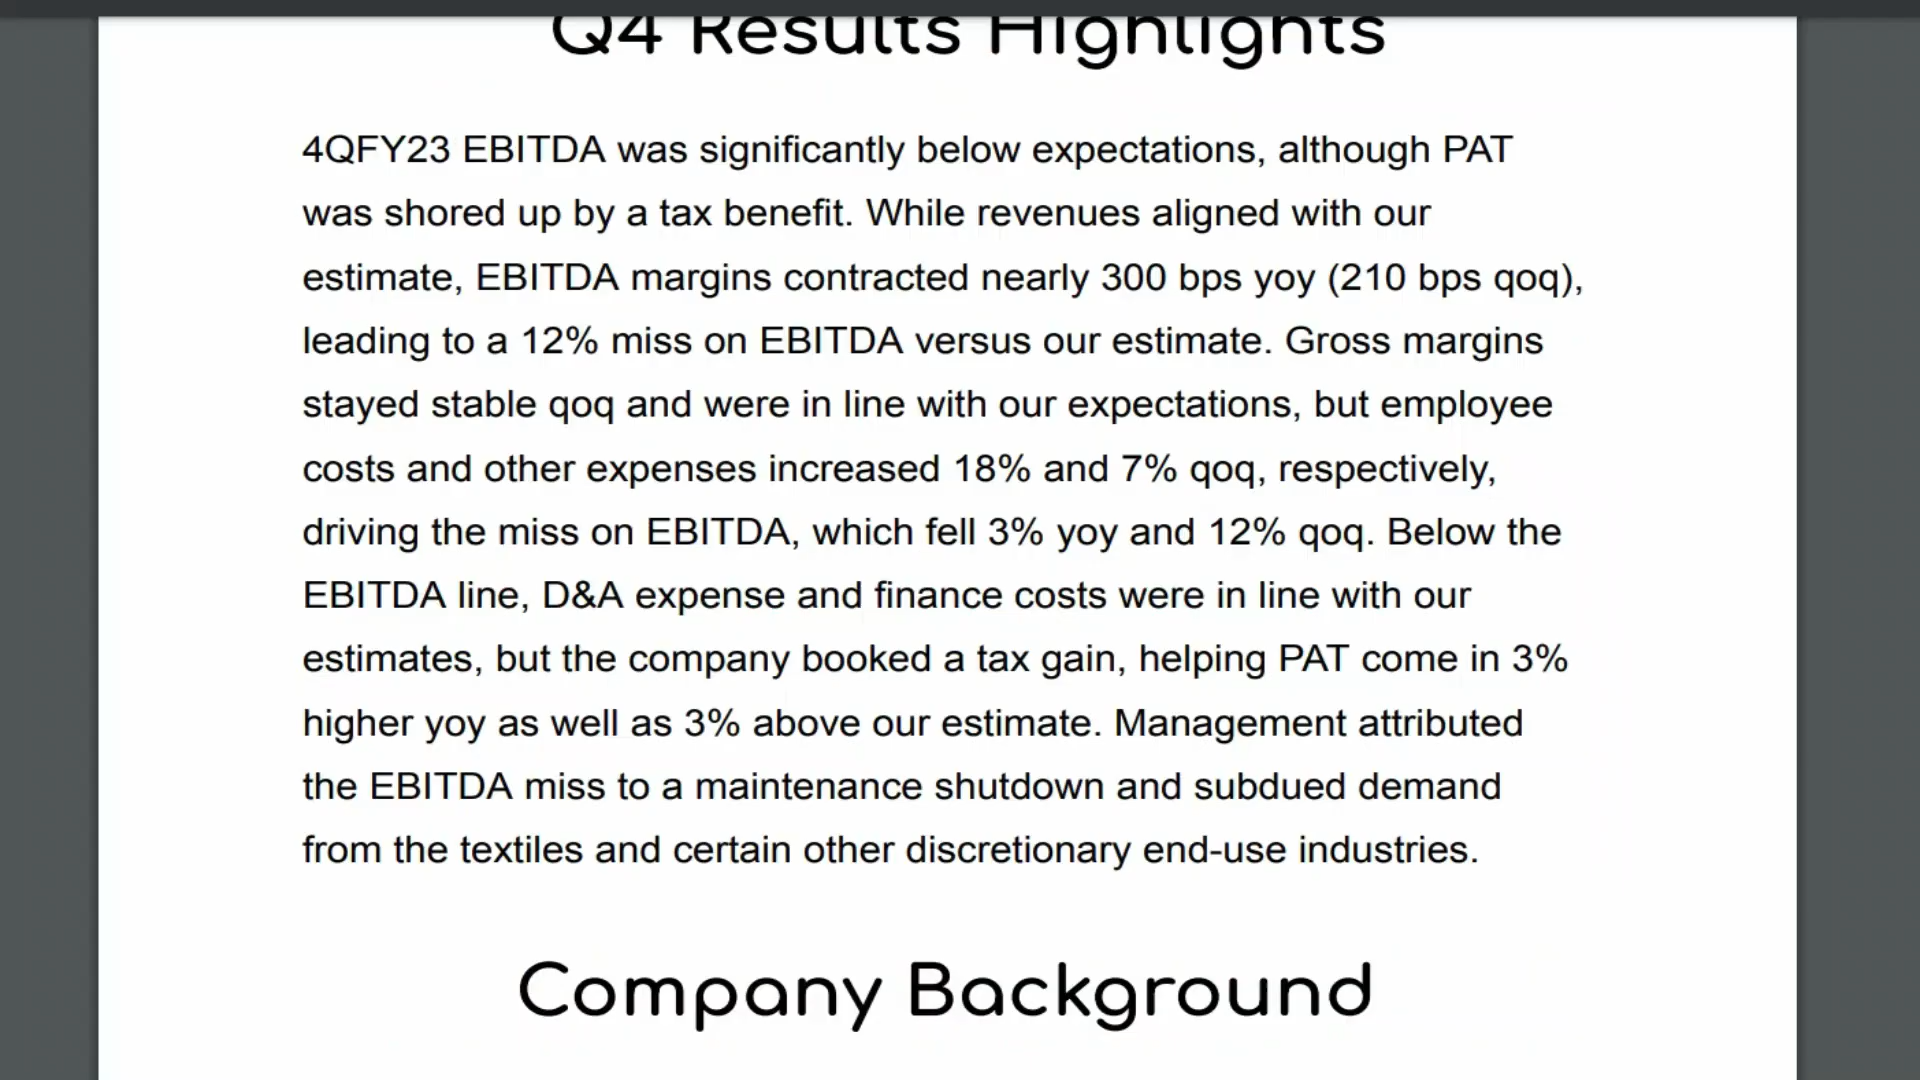 Q4 Results Highlights
4QFY23 EBITDA was significantly below expectations, although PAT
was shored up by a tax benefit. While revenues aligned with our
estimate, EBITDA margins contracted nearly 300 bps yoy (210 bps qoq),
leading to a 12% miss on EBITDA versus our estimate. Gross margins
stayed stable qoq and were in line with our expectations, but employee
costs and other expenses increased 18% and 7% qoq, respectively,
driving the miss on EBITDA, which fell 3% yoy and 12% qoq. Below the
EBITDA line, D&A expense and finance costs were in line with our
estimates, but the company booked a tax gain, helping PAT come in 3%
higher yoy as well as 3% above our estimate. Management attributed
the EBITDA miss to a maintenance shutdown and subdued demand
from the textiles and certain other discretionary end-use industries.
Company Background